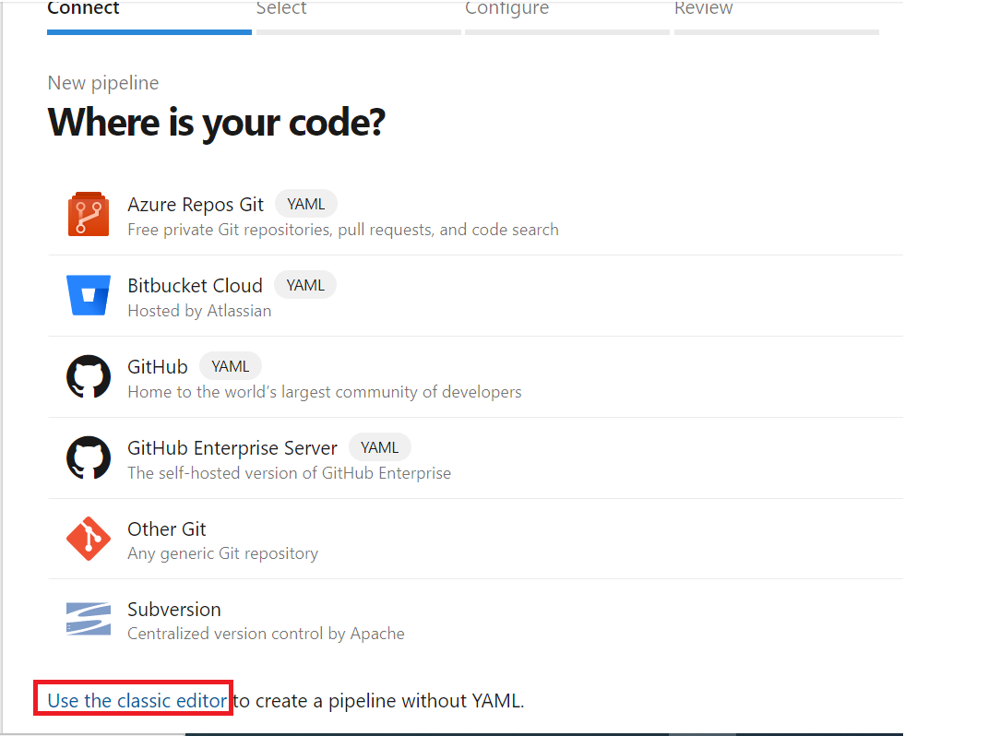 Connect Select Configure Review
New pipeline
Where is your code?
Azure Repos Git YAML
Free private Git repositories, pull requests, and code search
Bitbucket Cloud YAML
Hosted by Atlassian
GitHub YAML
Home to the world’s largest community of developers
GitHub Enterprise Server YAML
The self-hosted version of GitHub Enterprise
Other Git
Any generic Git repository
Subversion
Centralized version control by Apache
Use the classic editor to create a pipeline without YAML.